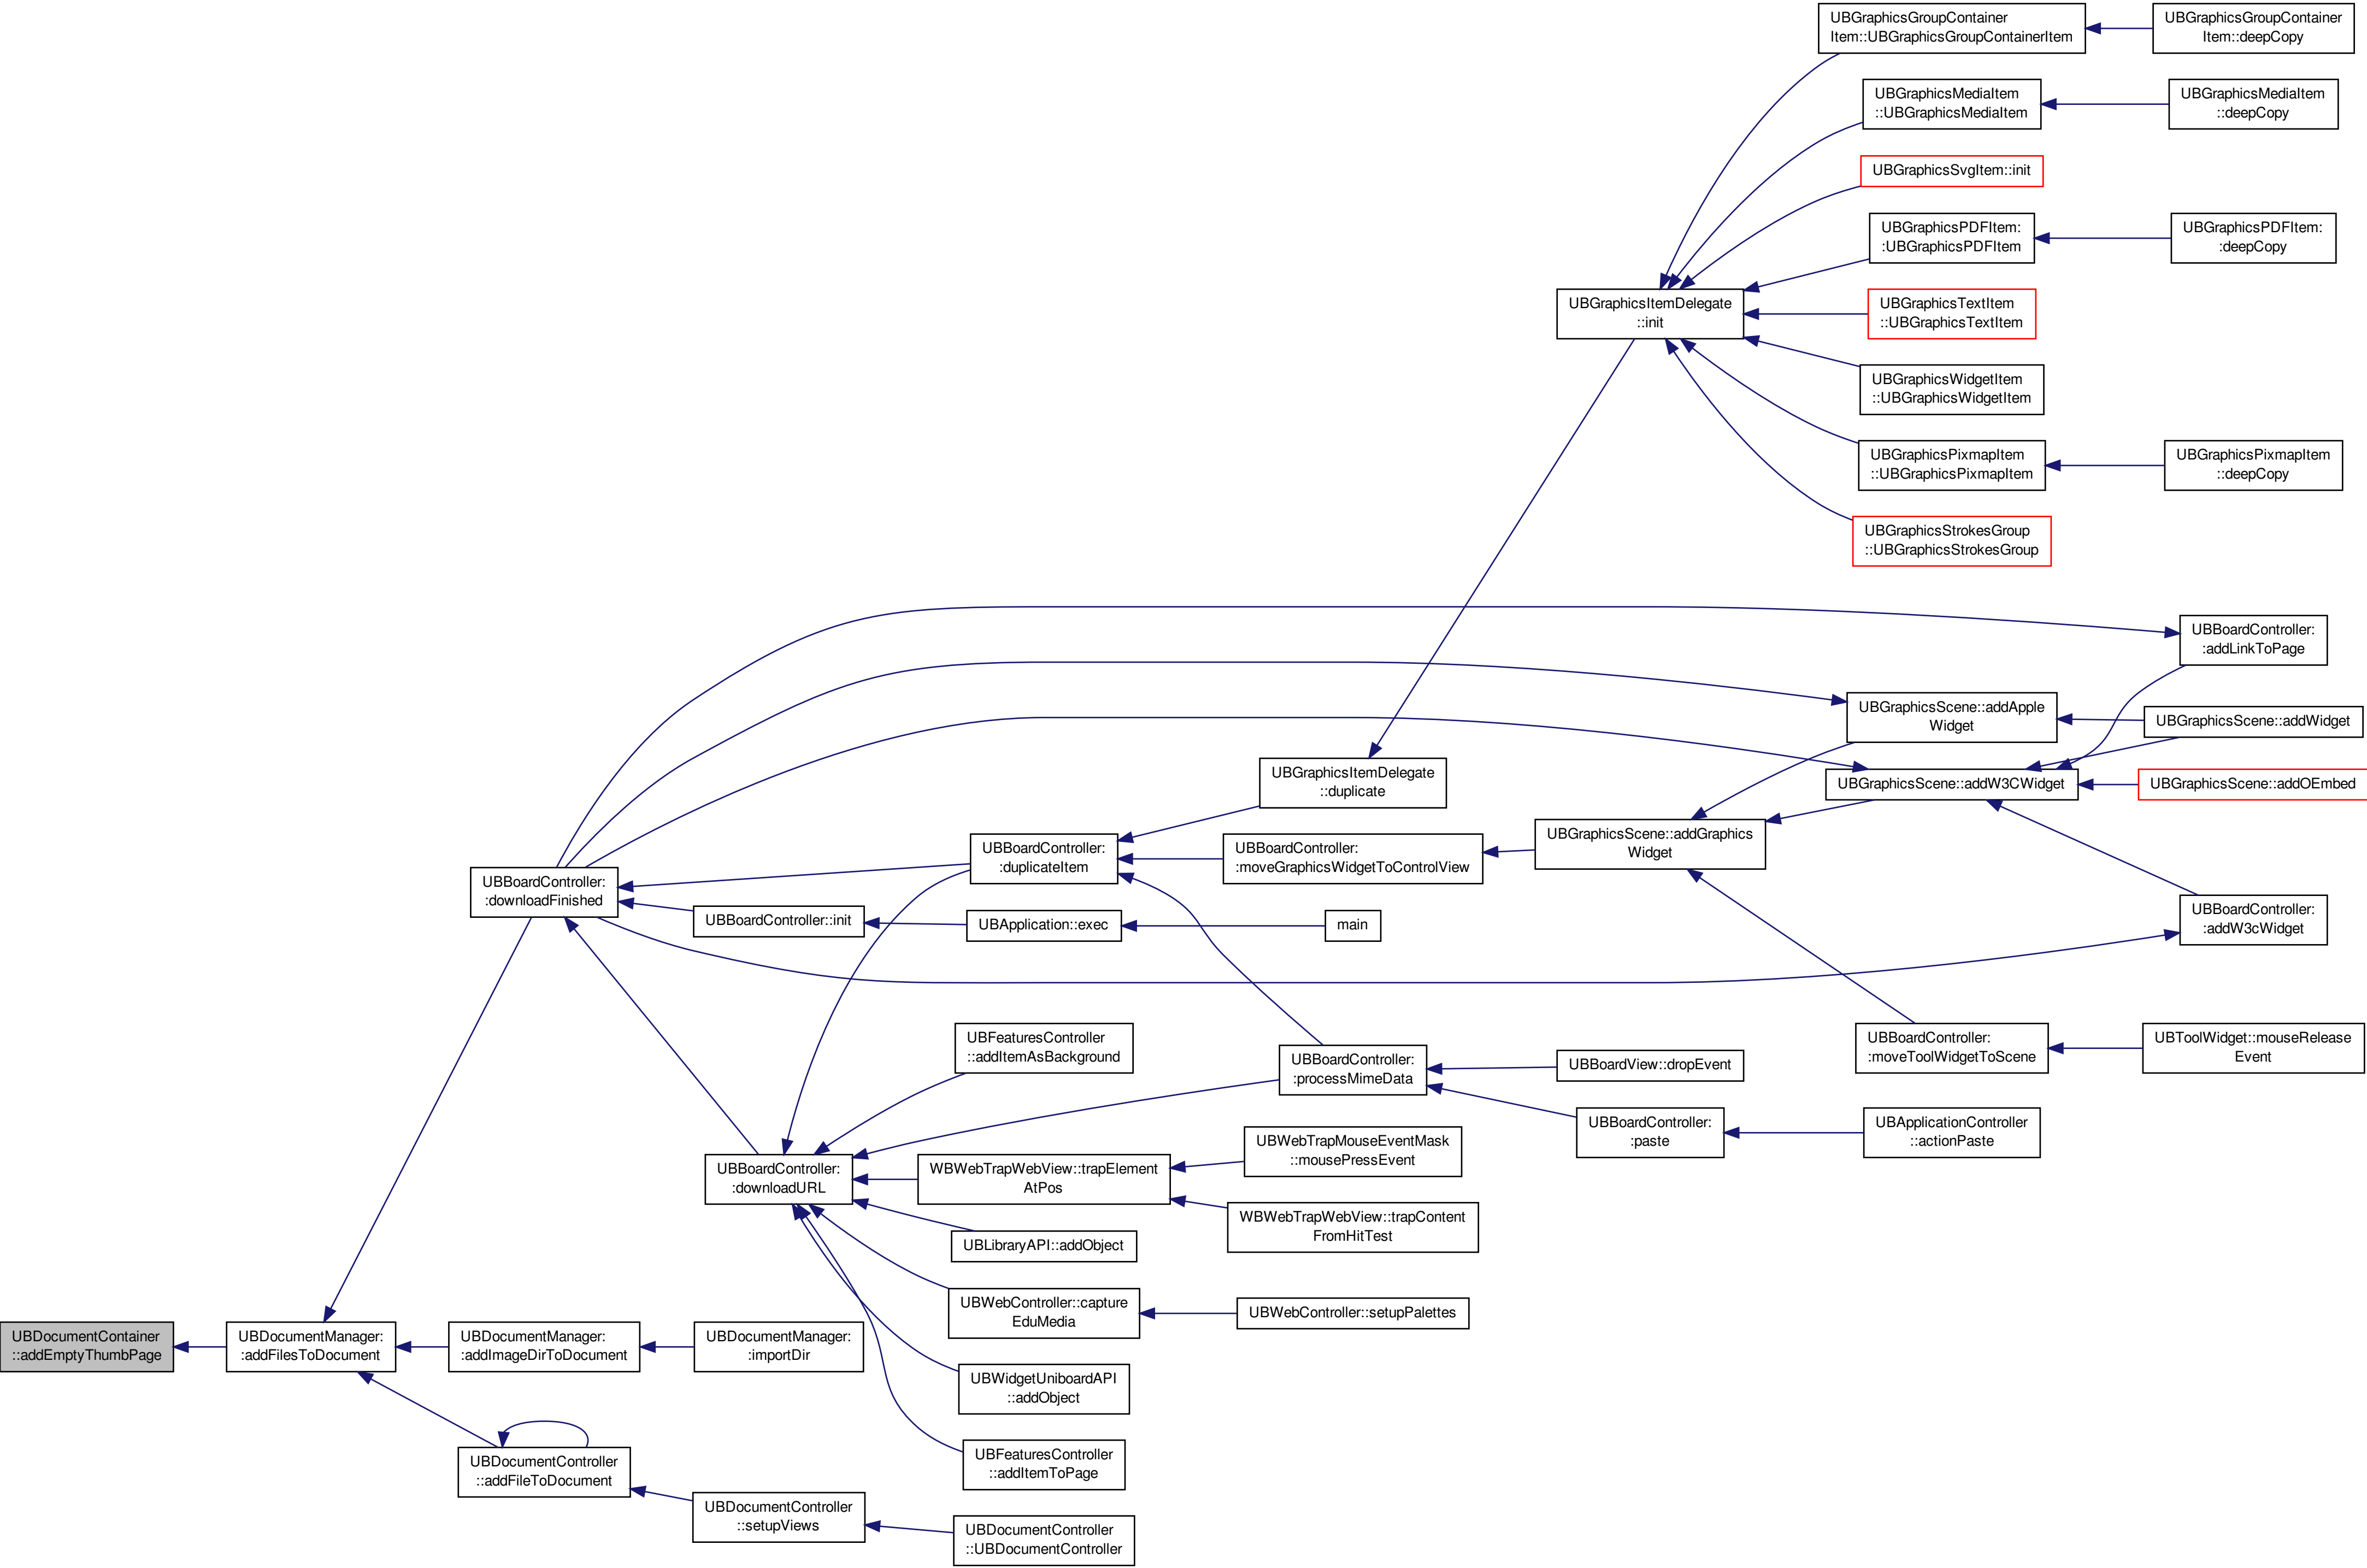 UBGraphicsGroupContainer
Item::UBGraphicsGroupContainerItem
UBGraphicsGroupContainer
Item::deepCopy
UBGraphicsMediaItem
::UBGraphicsMediaItem
UBGraphicsMediaItem
::deepCopy
UBGraphicsSvgItem::init
UBGraphicsPDFItem:
:UBGraphicsPDFItem
UBGraphicsPDFItem:
:deepCopy
UBGraphicsItemDelegate
::init
UBGraphicsTextItem
::UBGraphicsTextItem
UBGraphicsWidgetItem
::UBGraphicsWidgetItem
UBGraphicsPixmapItem
::UBGraphicsPixmapItem
UBGraphicsPixmapItem
::deepCopy
UBGraphicsStrokesGroup
::UBGraphicsStrokesGroup
UBBoardController:
:addLinkToPage
UBGraphicsScene::addApple
Widget
UBGraphicsScene::addWidget
UBGraphicsItemDelegate
::duplicate
UBGraphicsScene::addW3CWidget
UBGraphicsScene::addOEmbed
UBBoardController:
:duplicateItem
UBBoardController:
:moveGraphicsWidgetToControlView
UBGraphicsScene::addGraphics
Widget
UBBoardController:
:downloadFinished
UBBoardController::init
UBApplication::exec
main
UBBoardController:
:addW3cWidget
UBFeaturesController
::addItemAsBackground
UBBoardController:
:processMimeData
UBBoardView::dropEvent
UBBoardController:
:moveToolWidgetToScene
UBToolWidget::mouseRelease
Event
UBBoardController:
:paste
UBApplicationController
::actionPaste
UBBoardController:
:downloadURL
WBWebTrapWebView::trapElement
AtPos
UBWebTrapMouseEventMask
::mousePressEvent
WBWebTrapWebView::trapContent
FromHitTest
UBLibraryAPI::addObject
UBWebController::capture
EduMedia
UBWebController::setupPalettes
UBDocumentContainer
::addEmptyThumbPage
UBDocumentManager:
:addFilesToDocument
UBDocumentManager:
:addImageDirToDocument
UBDocumentManager:
:importDir
UBWidgetUniboardAPI
::addObject
UBFeaturesController
::addItemToPage
UBDocumentController
::addFileToDocument
UBDocumentController
::setupViews
UBDocumentController
::UBDocumentController